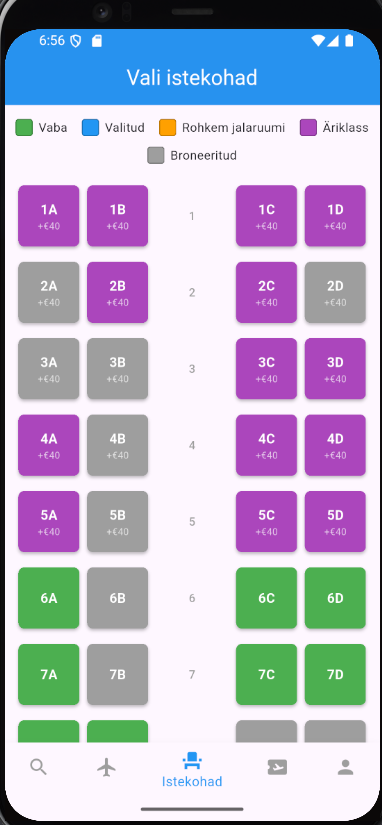 6:56
Vali istekohad
Vaba Valitud Rohkem jalaruumi Äriklass
Broneeritud
1A 1B 1 1C 1D
+€40 +€40 +€40 +€40
2A 2B 2 2C 2D
+€40 +€40 +€40 +€40
3A 3B 3 3C 3D
+€40 +€40 +€40 +€40
4A 4B 4 4C 4D
+€40 +€40 +€40 +€40
5A 5B 5 5C 5D
+€40 +€40 +€40 +€40
6A 6B 6 6C 6D
7A 7B 7 7C 7D
Istekohad